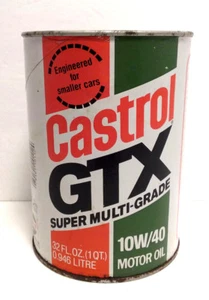 Engineered
for
smaller cars
Castrol
GTX
SUPER MULTI-GRADE
32 FL. OZ. (1 QT.)
0.946 LITRE
10W/40
MOTOR OIL